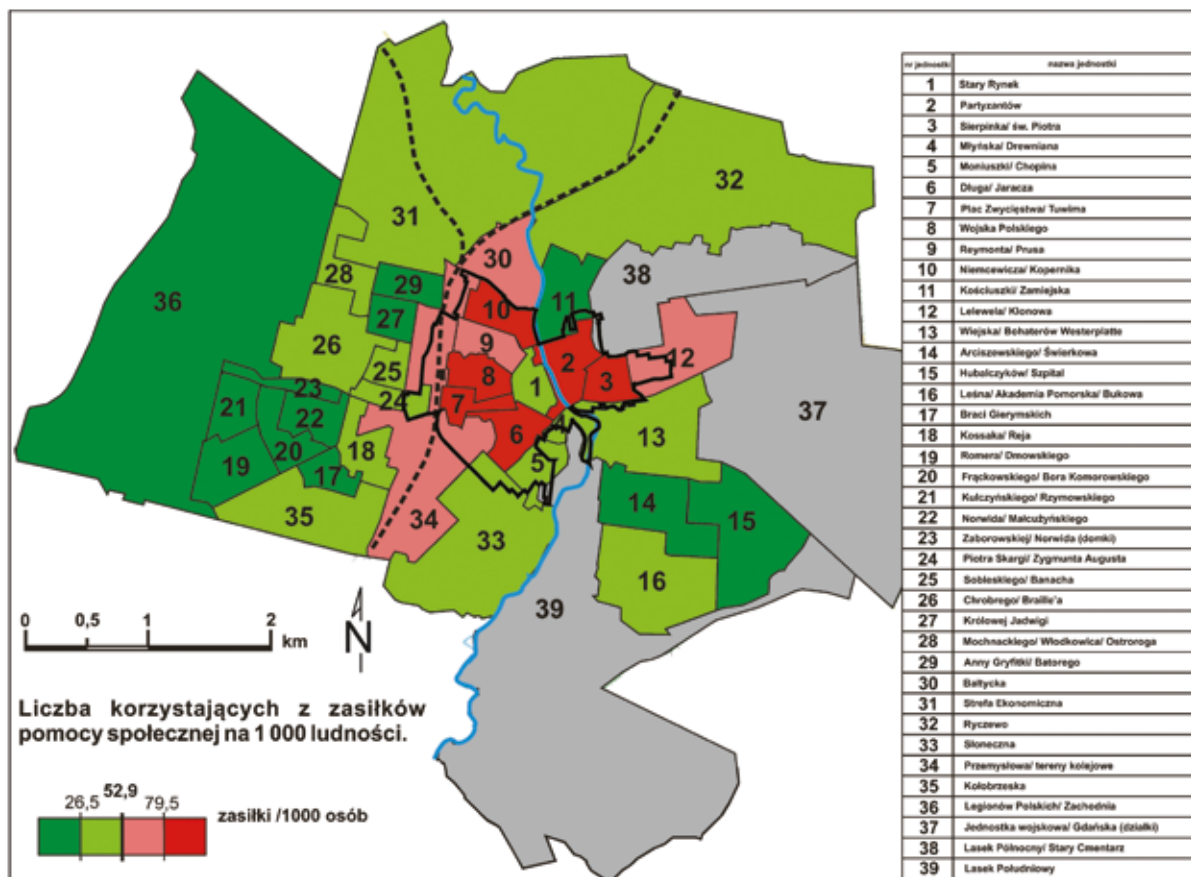 36
31
32
28
29
27
26
25
24
23
21
22
20
19
17
18
35
34
33
30
38
11
10
9
8
7
6
1
2
3
12
4
5
13
37
14
15
16
39
0 0,5 1 2
km
N
Liczba korzystających z zasiłków
pomocy społecznej na 1 000 ludności.
26,5 52,9 79,5
zasiłki /1000 osób
nr jednostki nazwa jednostki
1 Stary Rynek
2 Partyzantów
3 Sierpinka/ św. Piotra
4 Młyńska/ Drewniana
5 Moniuszki/ Chopina
6 Długa/ Jaracza
7 Plac Zwycięstwa/ Tuwima
8 Wojska Polskiego
9 Reymonta/ Prusa
10 Niemcewicza/ Kopernika
11 Kościuszki/ Zamiejska
12 Lelewela/ Klonowa
13 Wiejska/ Bohaterów Westerplatte
14 Arciszewskiego/ Świerkowa
15 Hubalczyków/ Szpital
16 Leśna/ Akademia Pomorska/ Bukowa
17 Braci Gierymskich
18 Kossaka/ Reja
19 Romera/ Dmowskiego
20 Frąckowskiego/ Bora Komorowskiego
21 Kulczyńskiego/ Rzymowskiego
22 Norwida/ Małcużyńskiego
23 Zaborowskiej/ Norwida (domki)
24 Piotra Skargi/ Zygmunta Augusta
25 Sobieskiego/ Banacha
26 Chrobrego/ Braille'a
27 Królowej Jadwigi
28 Mochnackiego/ Włodkowica/ Ostroroga
29 Anny Gryfitki/ Batorego
30 Bałtycka
31 Strefa Ekonomiczna
32 Ryczewo
33 Słoneczna
34 Przemysłowa/ tereny kolejowe
35 Kołobrzeska
36 Legionów Polskich/ Zachodnia
37 Jednostka wojskowa/ Gdańska (działki)
38 Lasek Północny/ Stary Cmentarz
39 Lasek Południowy